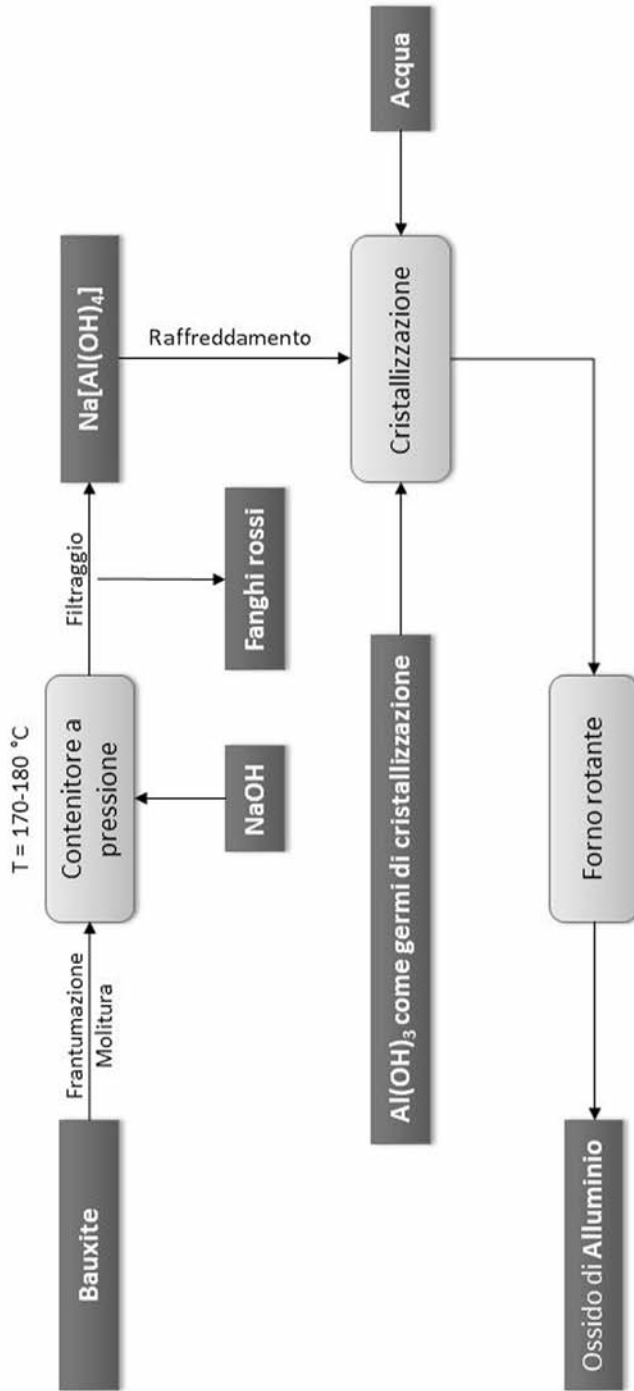 T = 170-180 °C
Bauxite
Frantumazione
Molitura
Contenitore a
pressione
Filtraggio
Na[Al(OH)₄]
NaOH
Fanghi rossi
Raffreddamento
Al(OH)₃ come germi di cristallizzazione
Cristallizzazione
Acqua
Ossido di Alluminio
Forno rotante